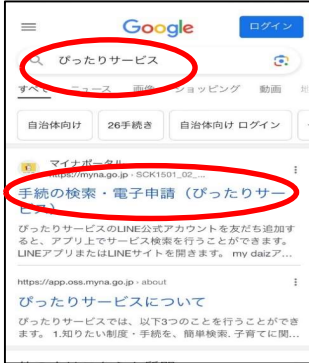 Google
ログイン
ぴったりサービス
すべて ニュース 画像 ショッピング 動画
自治体向け 26手続き 自治体向け ログイン
マイナポータル
https://myna.go.jp › SCK1501_02_...
手続の検索・電子申請（ぴったりサー
ビス）
ぴったりサービスのLINE公式アカウントを友だち追加す
ると、アプリ上でサービス検索を行うことができます。
LINEアプリまたはLINEサイトを開きます。 my daizア...
https://app.oss.myna.go.jp › about
ぴったりサービスについて
ぴったりサービスでは、以下3つのことを行うことができ
ます。 1.知りたい制度・手続を、簡単検索. 子育てに関...